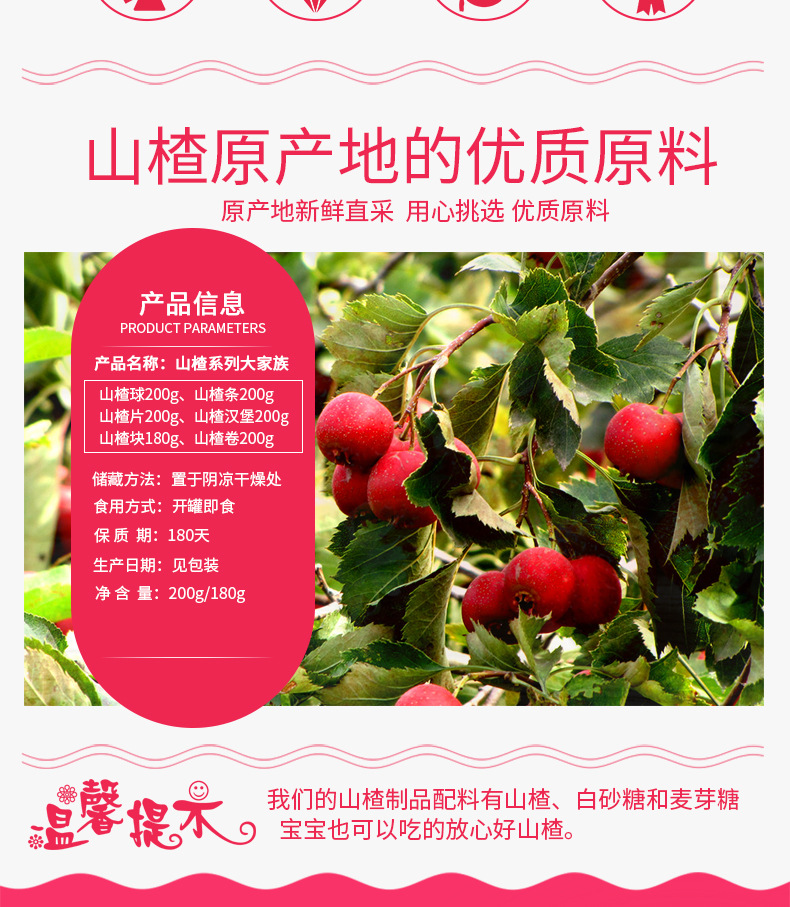 山楂原产地的优质原料
原产地新鲜直采 用心挑选 优质原料
产品信息
PRODUCT PARAMETERS
产品名称：山楂系列大家族
山楂球200g、山楂条200g
山楂片200g、山楂汉堡200g
山楂块180g、山楂卷200g
储藏方法：置于阴凉干燥处
食用方式：开罐即食
保 质 期：180天
生产日期：见包装
净 含 量：200g/180g
温馨提示
我们的山楂制品配料有山楂、白砂糖和麦芽糖
宝宝也可以吃的放心好山楂。